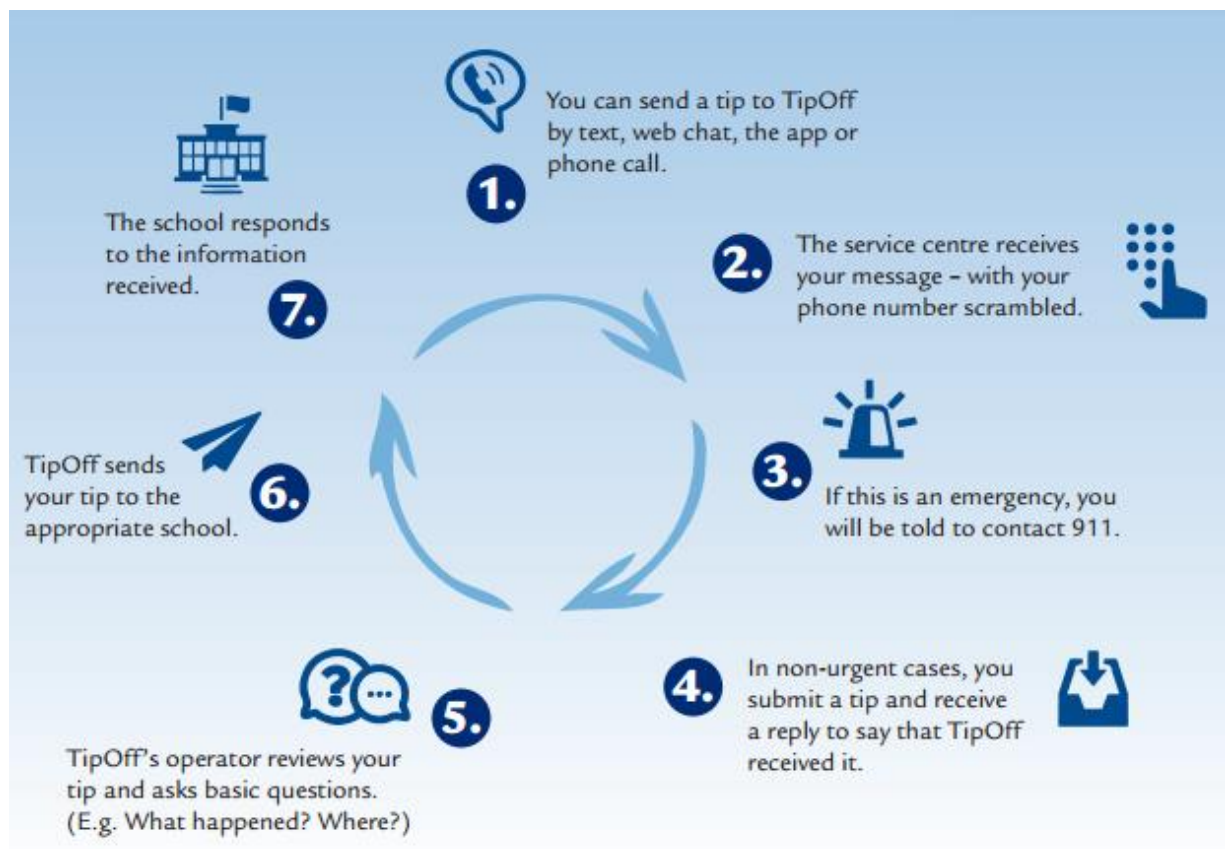 1.
You can send a tip to TipOff
by text, web chat, the app or
phone call.
2.
The service centre receives
your message – with your
phone number scrambled.
3.
If this is an emergency, you
will be told to contact 911.
4.
In non-urgent cases, you
submit a tip and receive
a reply to say that TipOff
received it.
5.
TipOff's operator reviews your
tip and asks basic questions.
(E.g. What happened? Where?)
6.
TipOff sends
your tip to the
appropriate school.
7.
The school responds
to the information
received.